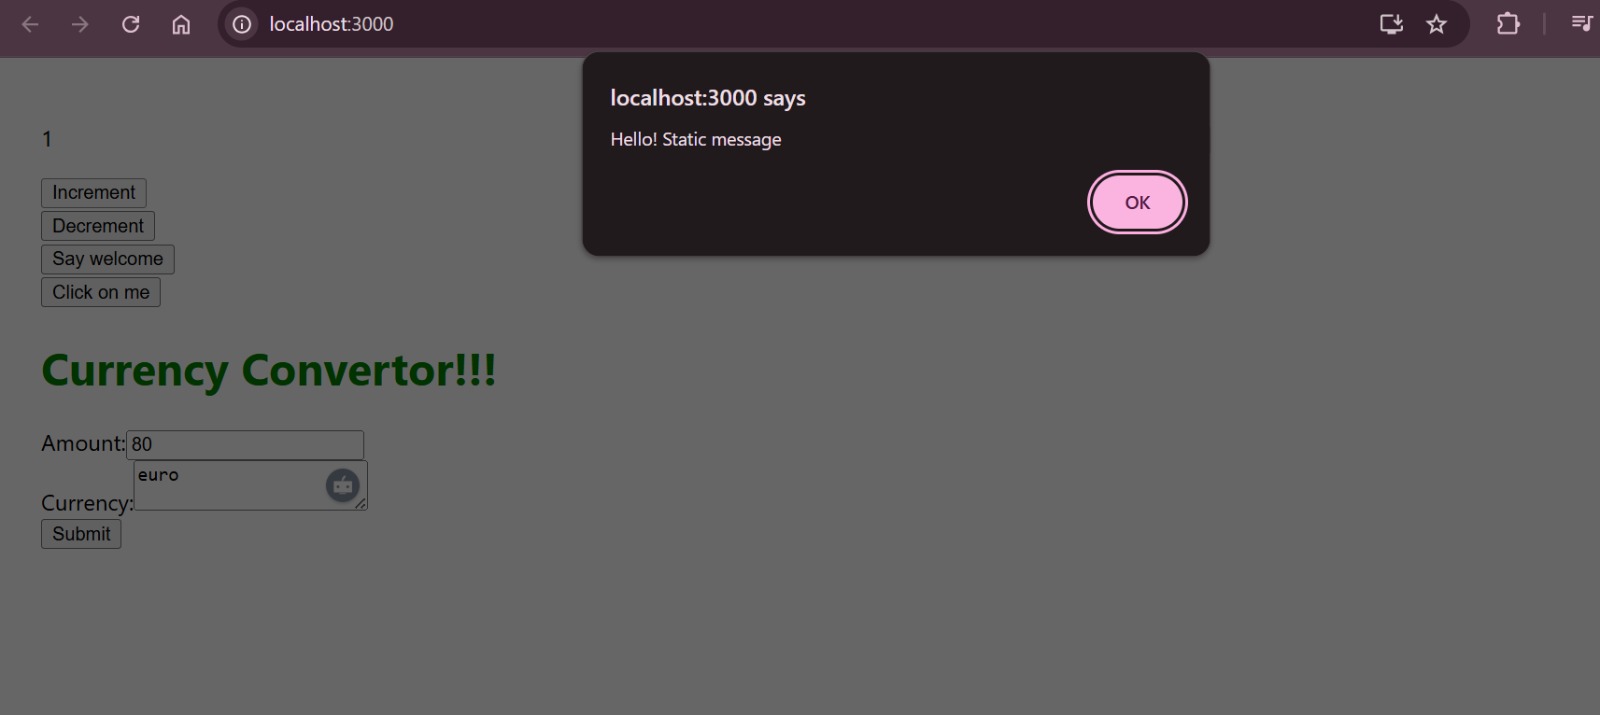 localhost:3000
localhost:3000 says
Hello! Static message
OK
1
Increment
Decrement
Say welcome
Click on me
Currency Convertor!!!
Amount:80
euro
Currency:
Submit